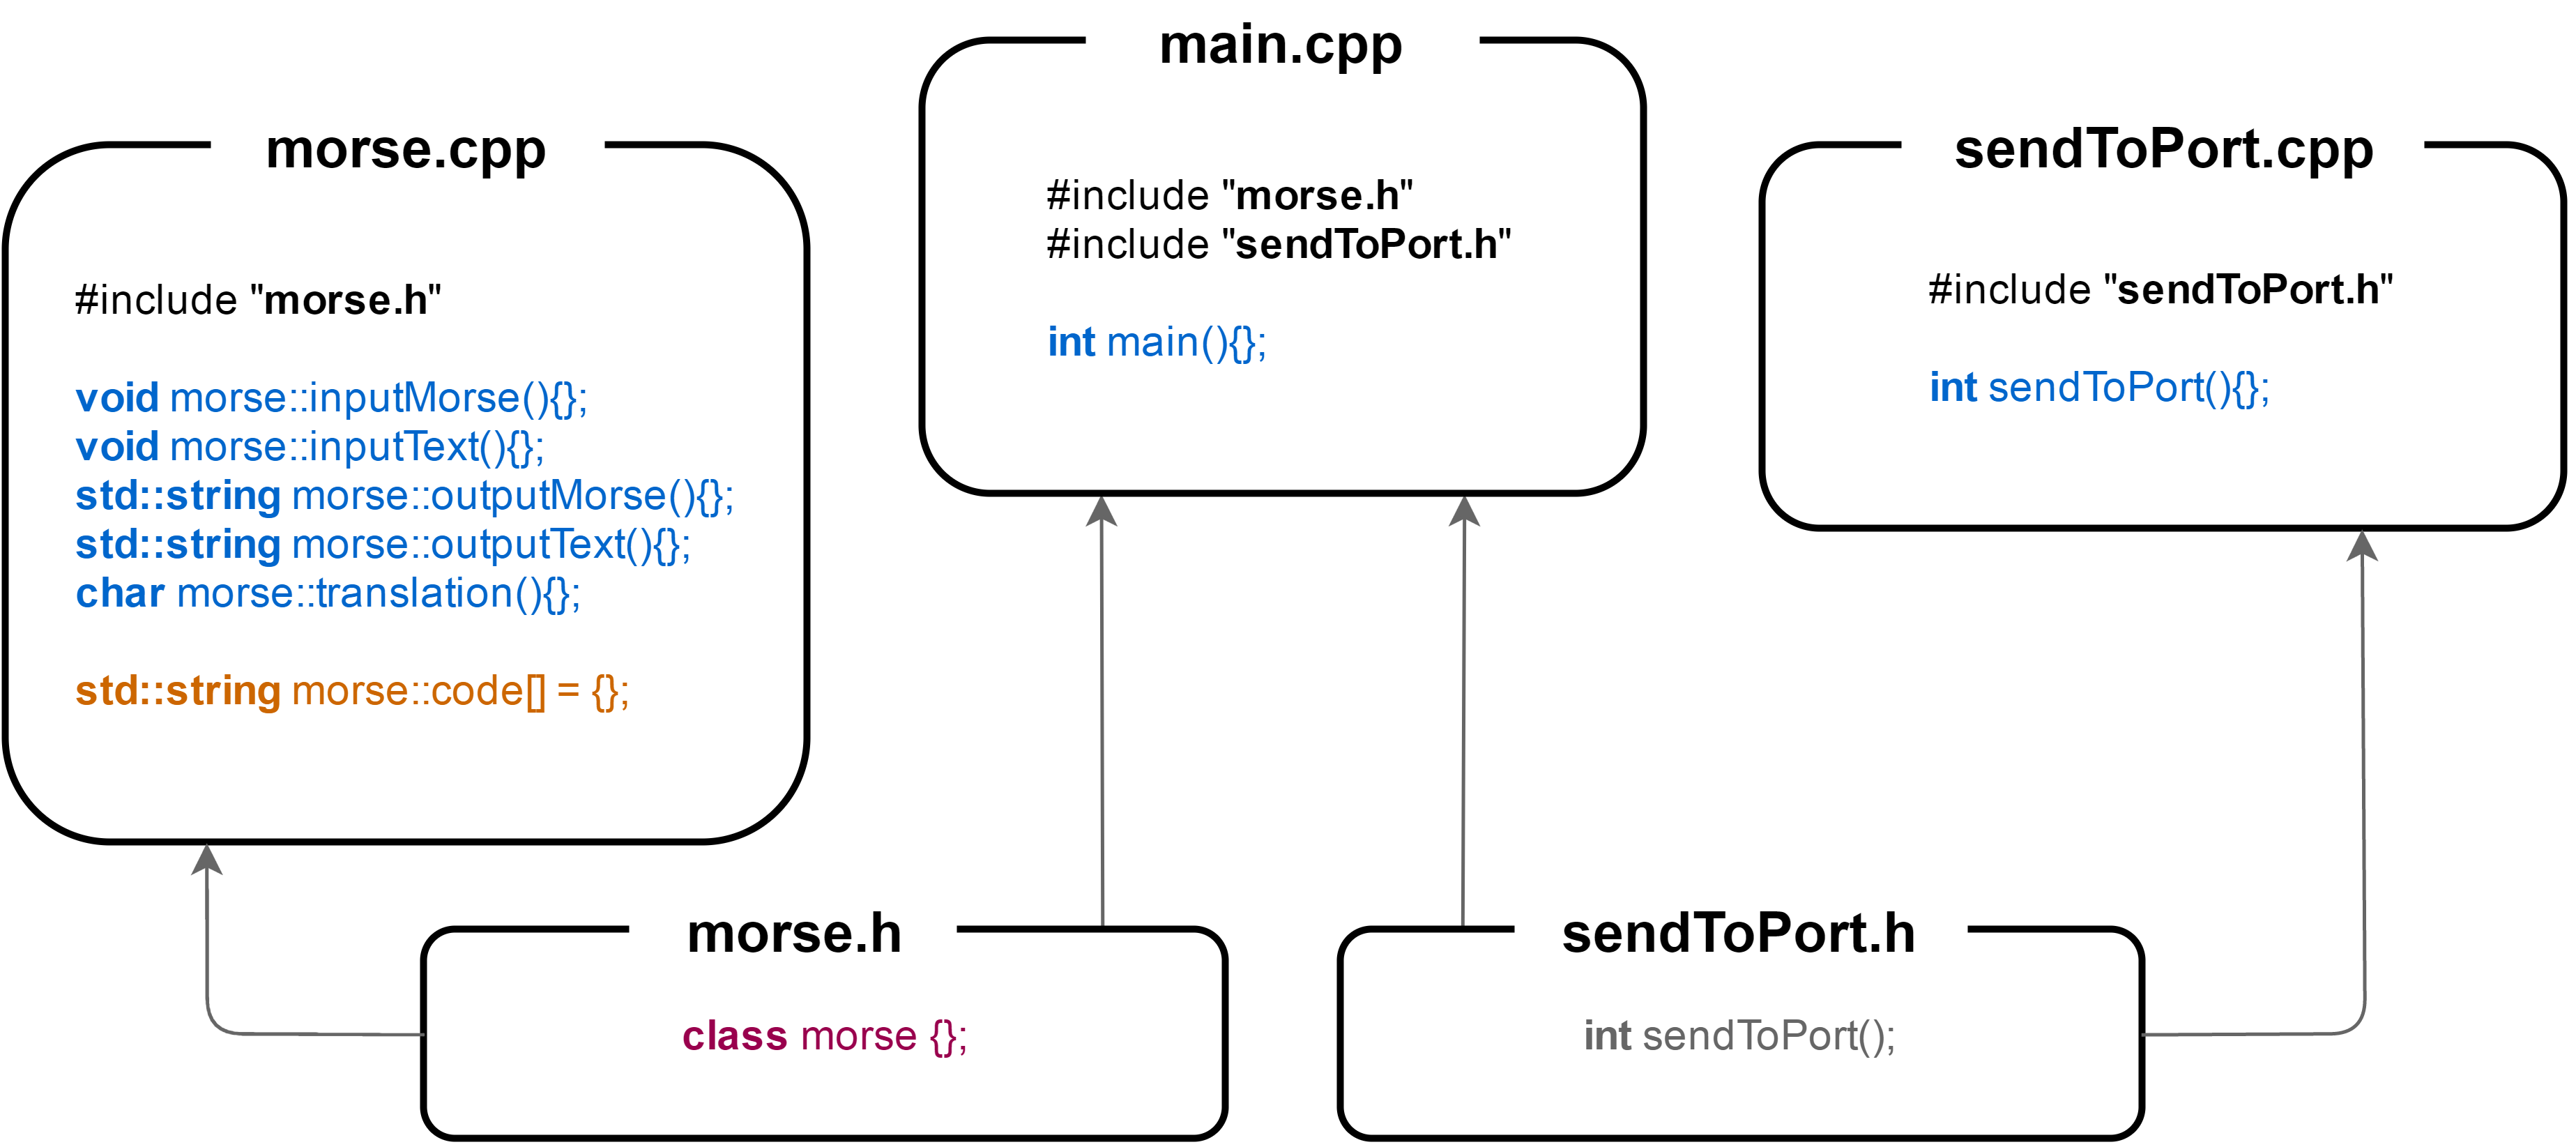 morse.cpp
#include "morse.h"
void morse::inputMorse(){};
void morse::inputText(){};
std::string morse::outputMorse(){};
std::string morse::outputText(){};
char morse::translation(){};
std::string morse::code[] = {};
main.cpp
#include "morse.h"
#include "sendToPort.h"
int main(){};
sendToPort.cpp
#include "sendToPort.h"
int sendToPort(){};
morse.h
class morse {};
sendToPort.h
int sendToPort();